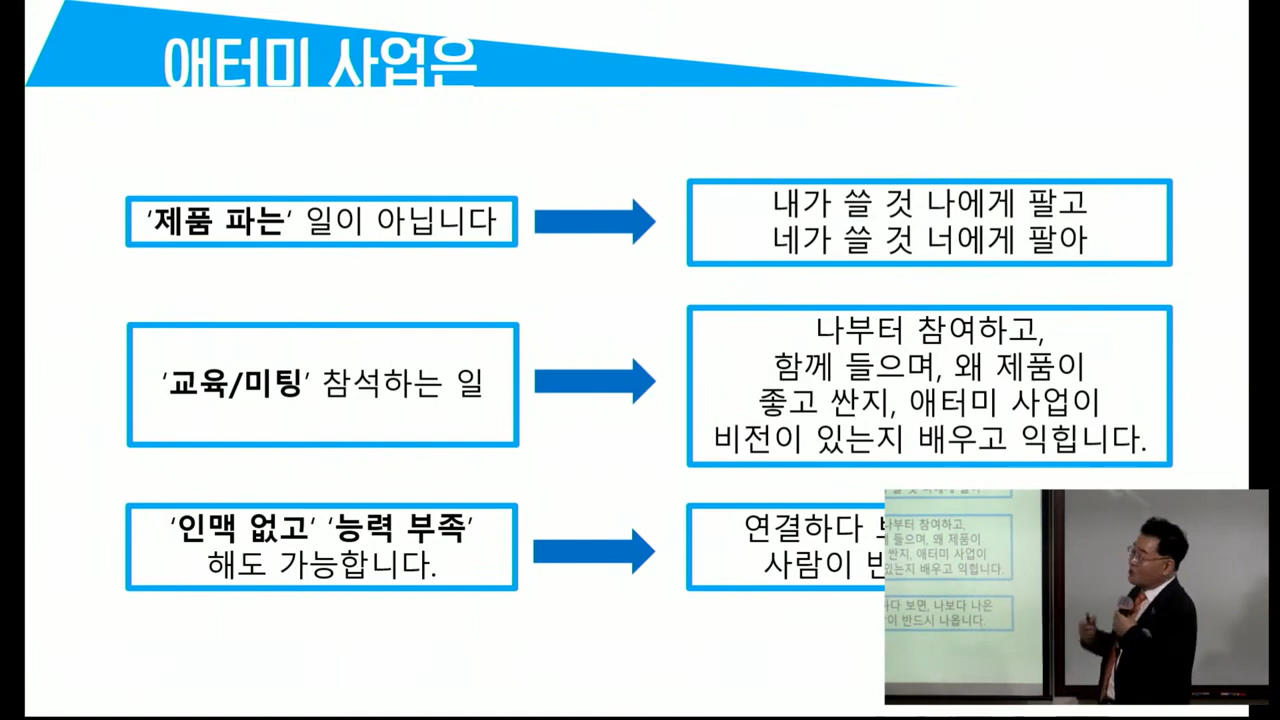 애터미 사업은
‘제품 파는‘ 일이 아닙니다
내가 쓸 것 나에게 팔고
네가 쓸 것 너에게 팔아
‘교육/미팅’ 참석하는 일
나부터 참여하고,
함께 들으며, 왜 제품이
좋고 싼지, 애터미 사업이
비전이 있는지 배우고 익힙니다.
‘인맥 없고’ ‘능력 부족’
해도 가능합니다.
연결하다
사람이
나부터 참여하고,
들으며, 왜 제품이
싼지, 애터미 사업이
있는지 배우고 익힙니다.
보면, 나보다 나은
반드시 나옵니다.